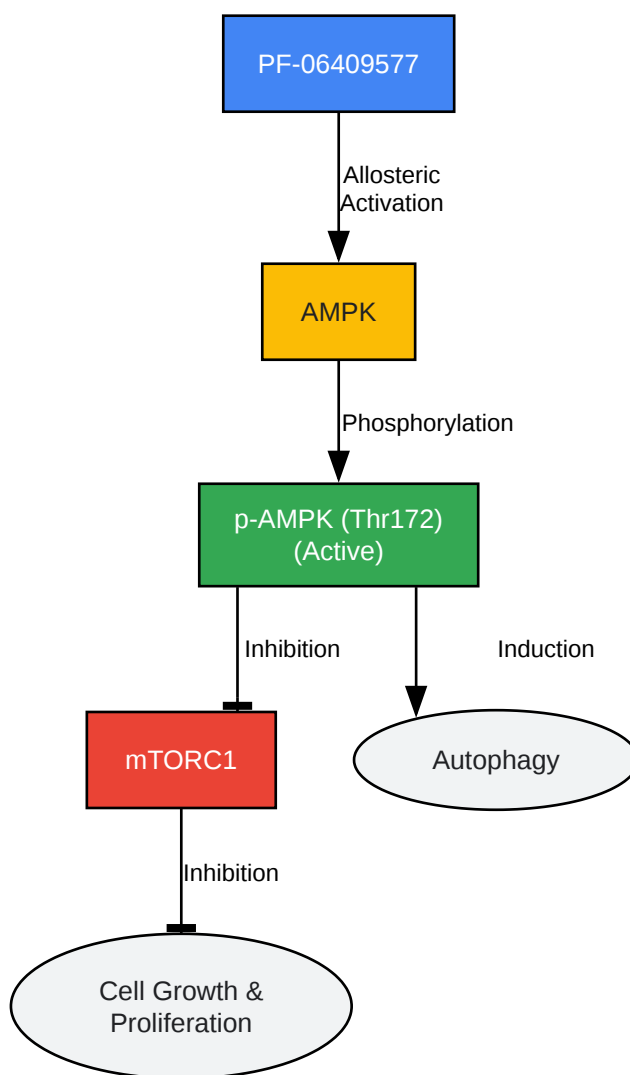 PF-06409577
Allosteric
Activation
AMPK
Phosphorylation
p-AMPK (Thr172)
(Active)
Inhibition
Induction
mTORC1
Autophagy
Inhibition
Cell Growth &
Proliferation